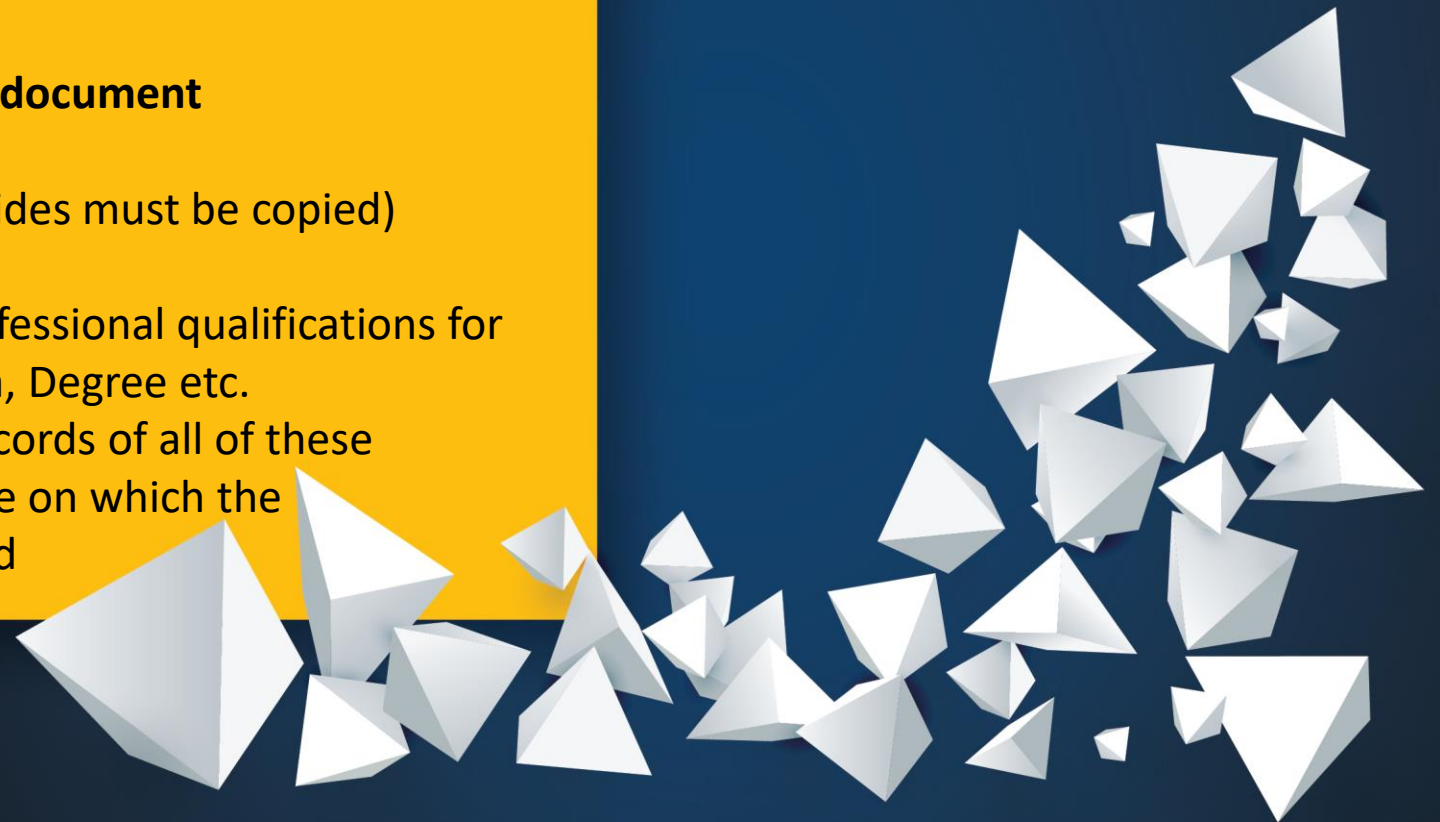 document
ides must be copied)
fessional qualifications for
, Degree etc.
cords of all of these
e on which the
d